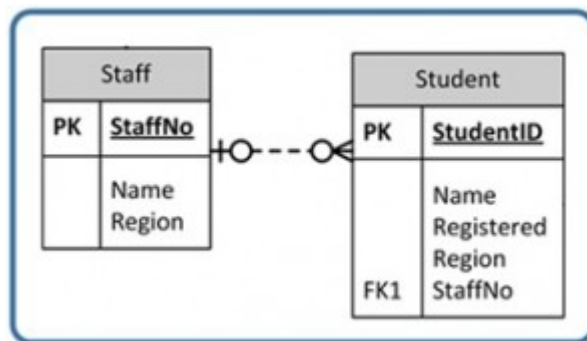 Staff
PK StaffNo
Name
Region
Student
PK StudentID
Name
Registered
Region
FK1 StaffNo